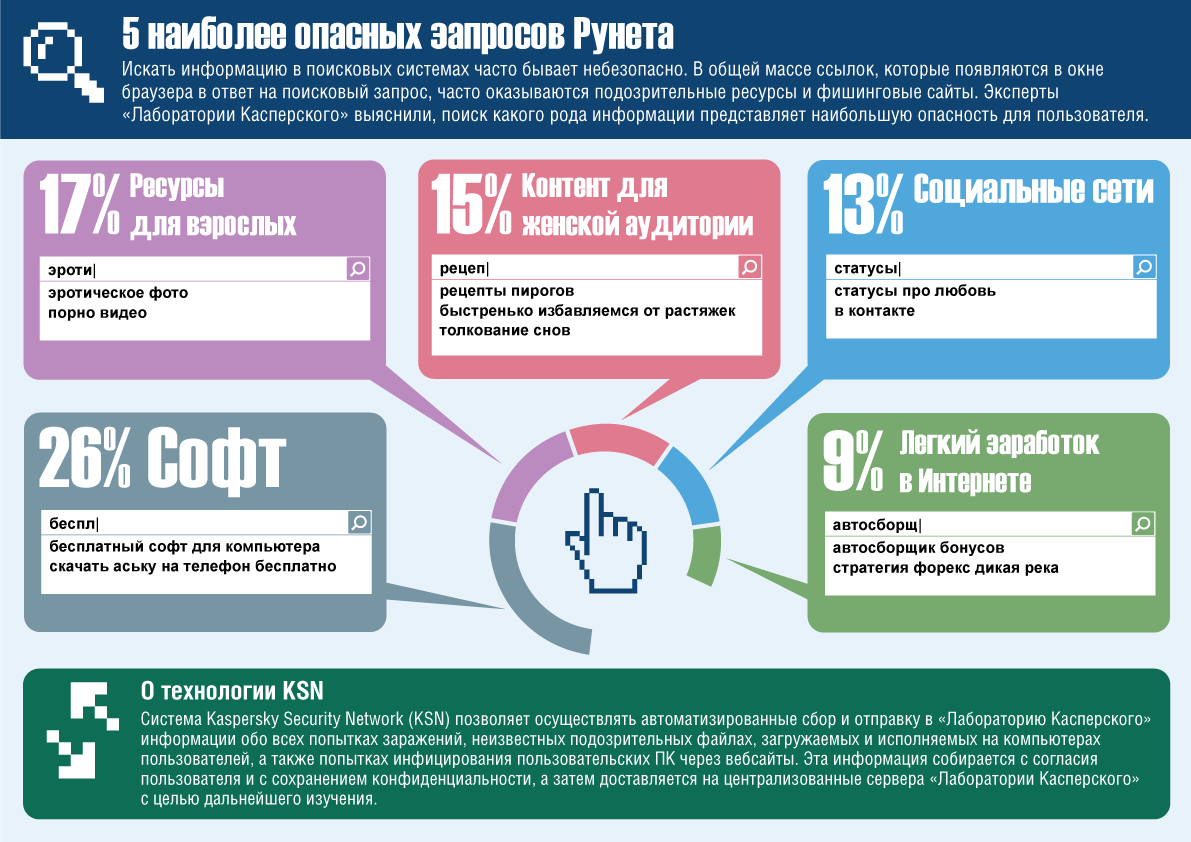 5 наиболее опасных запросов Рунета
Искать информацию в поисковых системах часто бывает небезопасно. В общей массе ссылок, которые появляются в окне
браузера в ответ на поисковый запрос, часто оказываются подозрительные ресурсы и фишинговые сайты. Эксперты
«Лаборатории Касперского» выяснили, поиск какого рода информации представляет наибольшую опасность для пользователя.
17% Ресурсы
для взрослых
эроти|
эротическое фото
порно видео
15% Контент для
женской аудитории
рецеп|
рецепты пирогов
быстренько избавляемся от растяжек
толкование снов
13% Социальные сети
статусы|
статусы про любовь
в контакте
26% Софт
беспл|
бесплатный софт для компьютера
скачать аську на телефон бесплатно
9% Легкий заработок
в Интернете
автосборщ|
автосборщик бонусов
стратегия форекс дикая река
О технологии KSN
Система Kaspersky Security Network (KSN) позволяет осуществлять автоматизированные сбор и отправку в «Лабораторию Касперского»
информации обо всех попытках заражений, неизвестных подозрительных файлах, загружаемых и исполняемых на компьютерах
пользователей, а также попытках инфицирования пользовательских ПК через вебсайты. Эта информация собирается с согласия
пользователя и с сохранением конфиденциальности, а затем доставляется на централизованные сервера «Лаборатории Касперского»
с целью дальнейшего изучения.